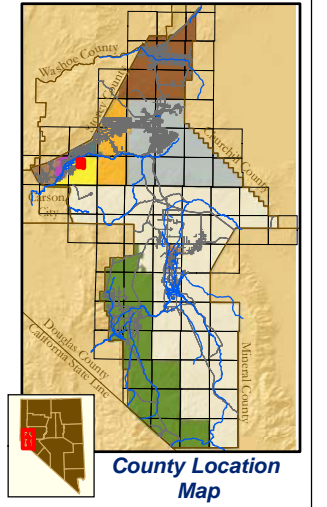 Washoe County
Storey County
Churchill County
Carson
City
Douglas County
California State Line
Mineral County
County Location
Map